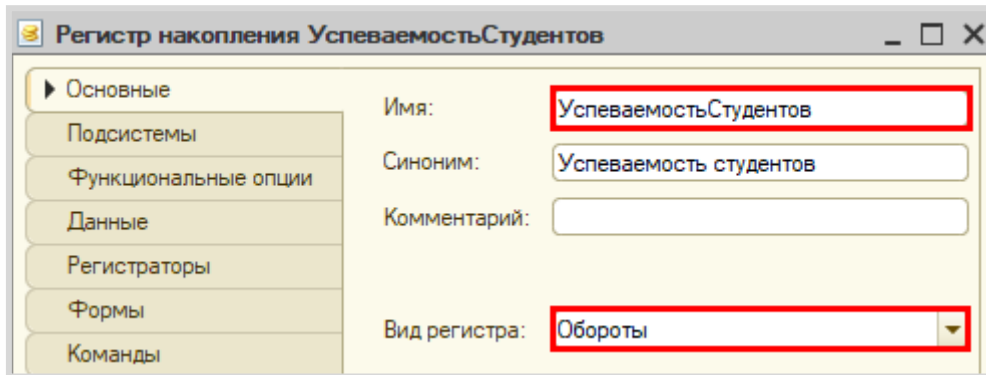 Регистр накопления УспеваемостьСтудентов
Основные
Подсистемы
Функциональные опции
Данные
Регистраторы
Формы
Команды
Имя: УспеваемостьСтудентов
Синоним: Успеваемость студентов
Комментарий:
Вид регистра: Обороты